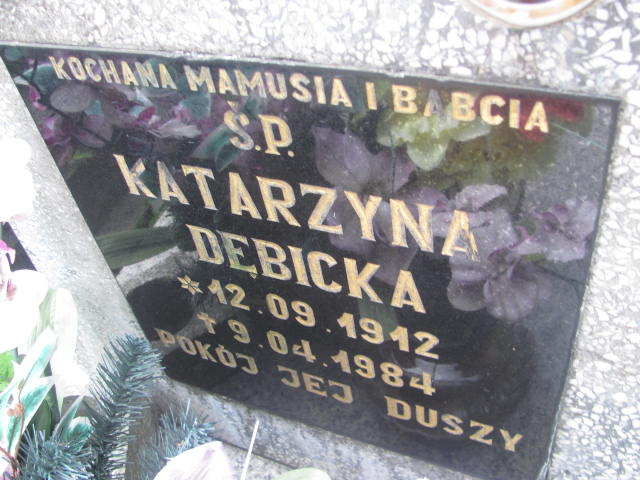 KOCHANA MAMUSIA I BABCIA
Ś.P.
KATARZYNA
DĘBICKA
* 12.09.1912
† 9.04.1984
POKÓJ JEJ DUSZY